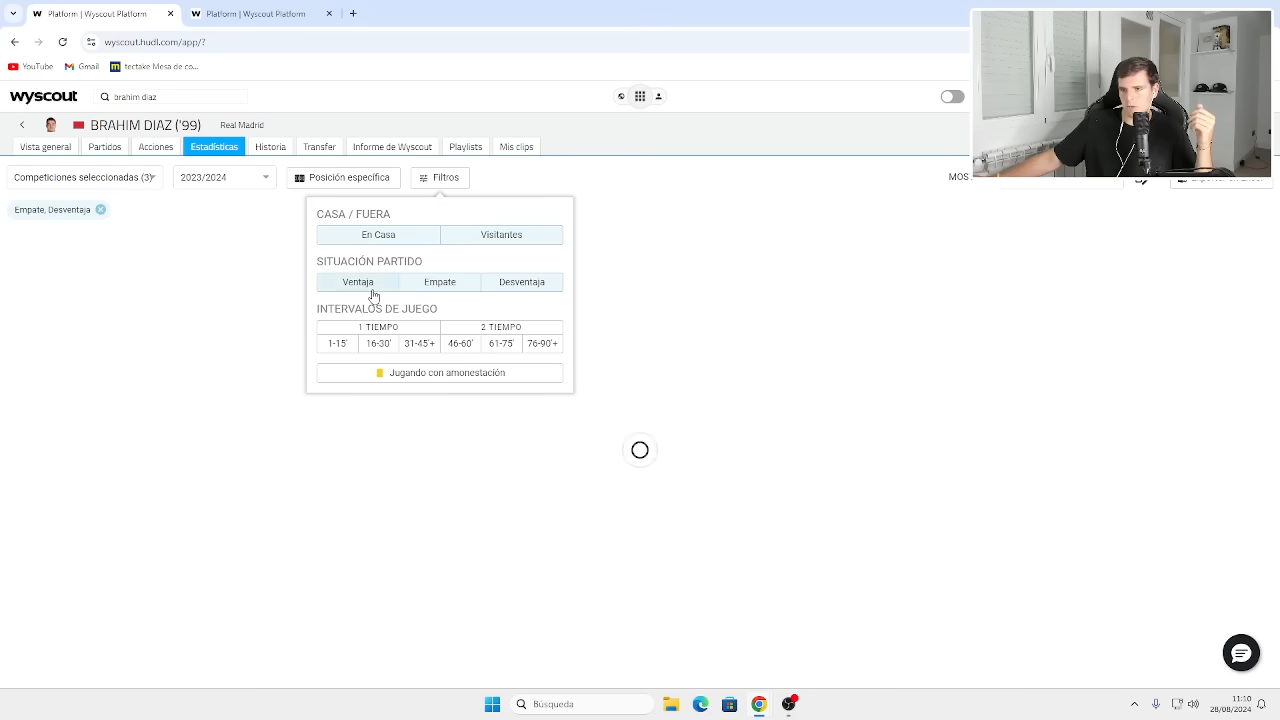 Platform | Wyscout Platform
Platform | Wyscout Platform
wyscout.hudl.com/app/?
YouTube
Gmail
tectake Mesa de co...
wyscout
brahim diaz
BRAHIM DIAZ ('99)
Real Madrid
Vista general
Partidos
Acciones
Estadísticas
Historia
Transfer
Informe de Wyscout
Playlists
Mis clips
Competiciones seleccionadas (3)
2023/2024
Posición específica
Filtros
MOS
Empate, Desventaja
CASA / FUERA
En Casa
Visitantes
SITUACIÓN PARTIDO
Ventaja
Empate
Desventaja
INTERVALOS DE JUEGO
1 TIEMPO
2 TIEMPO
1-15'
16-30'
31-45'+
46-60'
61-75'
76-90'+
Jugando con amonestación
Búsqueda
11:10
28/08/2024